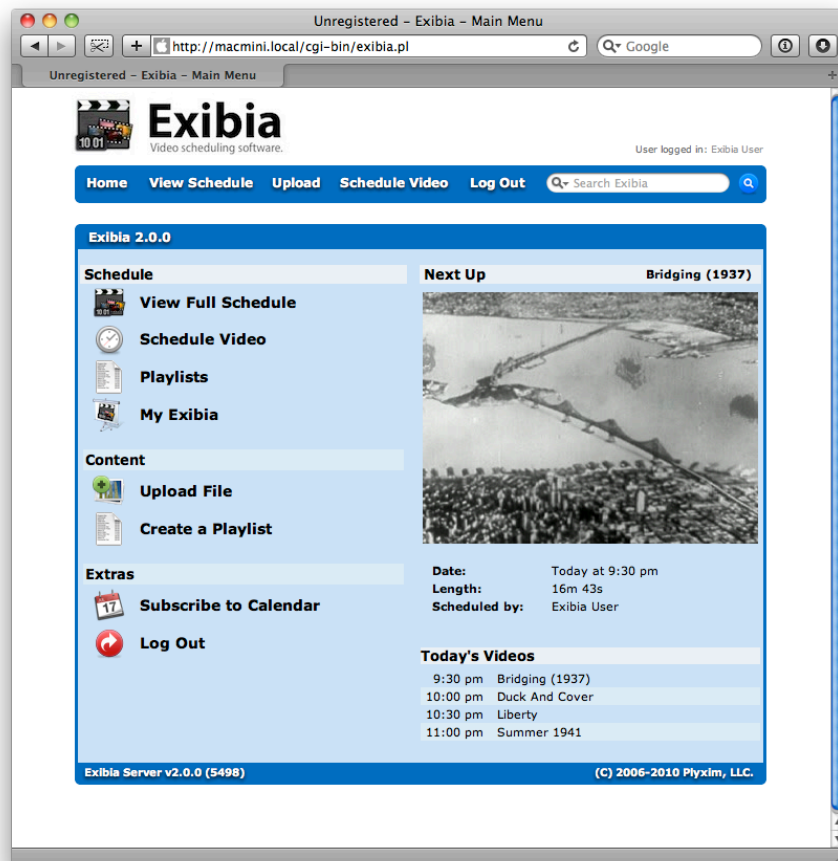 Unregistered – Exibia – Main Menu
http://macmini.local/cgi-bin/exibia.pl
Google
Unregistered – Exibia – Main Menu
Exibia
Video scheduling software.
User logged in: Exibia User
Home View Schedule Upload Schedule Video Log Out Search Exibia
Exibia 2.0.0
Schedule
View Full Schedule
Schedule Video
Playlists
My Exibia
Content
Upload File
Create a Playlist
Extras
17
Subscribe to Calendar
Log Out
Next Up Bridging (1937)
Date: Today at 9:30 pm
Length: 16m 43s
Scheduled by: Exibia User
Today's Videos
9:30 pm Bridging (1937)
10:00 pm Duck And Cover
10:30 pm Liberty
11:00 pm Summer 1941
Exibia Server v2.0.0 (5498) (C) 2006-2010 Plyxim, LLC.